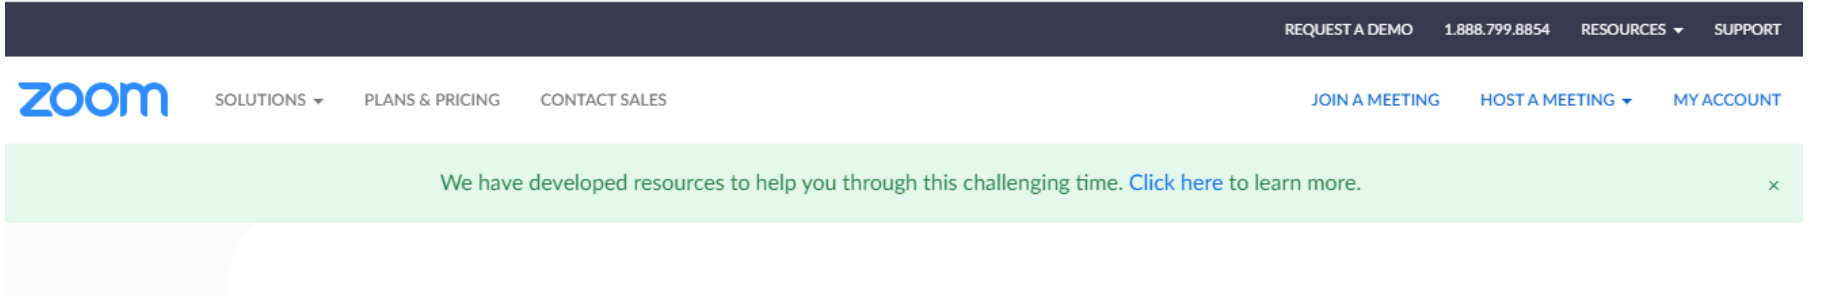 REQUEST A DEMO 1.888.799.8854 RESOURCES SUPPORT
zoom SOLUTIONS PLANS & PRICING CONTACT SALES JOIN A MEETING HOST A MEETING MY ACCOUNT
We have developed resources to help you through this challenging time. Click here to learn more. ×